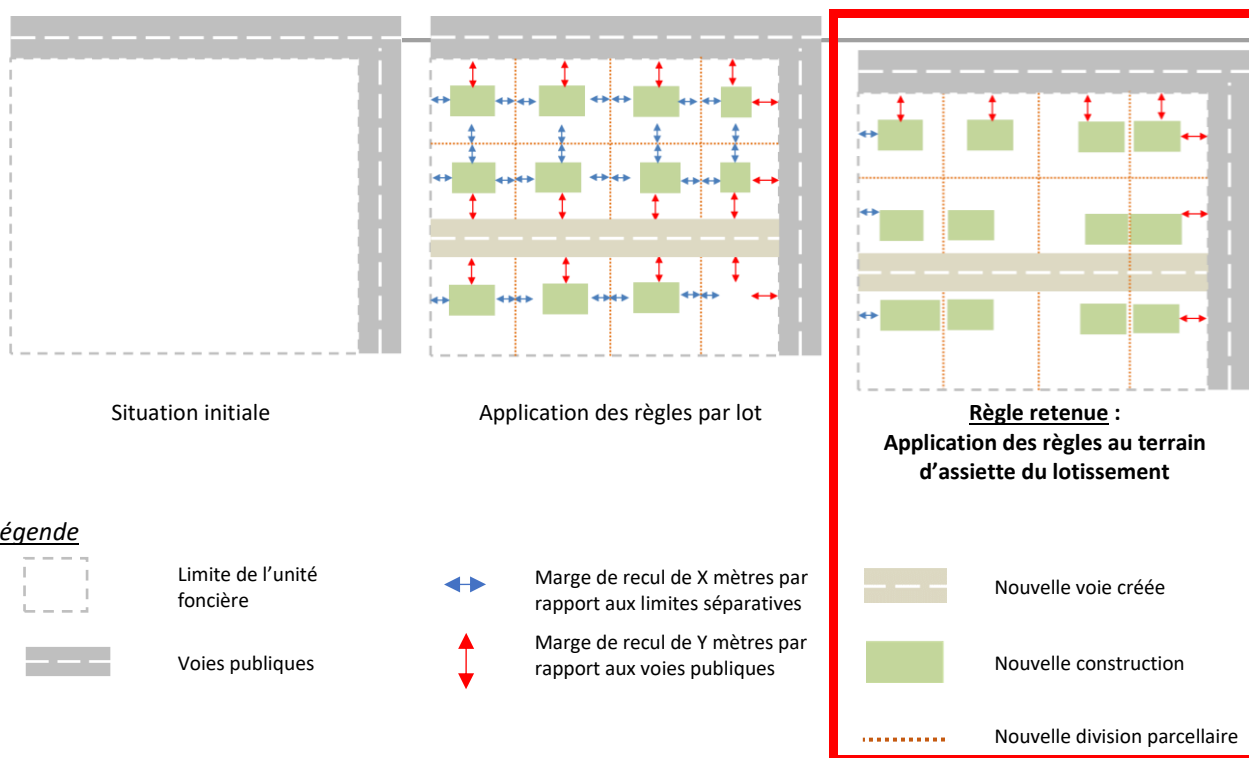 Situation initiale
Application des règles par lot
Règle retenue :
Application des règles au terrain
d'assiette du lotissement
égende
Limite de l'unité
foncière
Voies publiques
Marge de recul de X mètres par
rapport aux limites séparatives
Marge de recul de Y mètres par
rapport aux voies publiques
Nouvelle voie créée
Nouvelle construction
Nouvelle division parcellaire